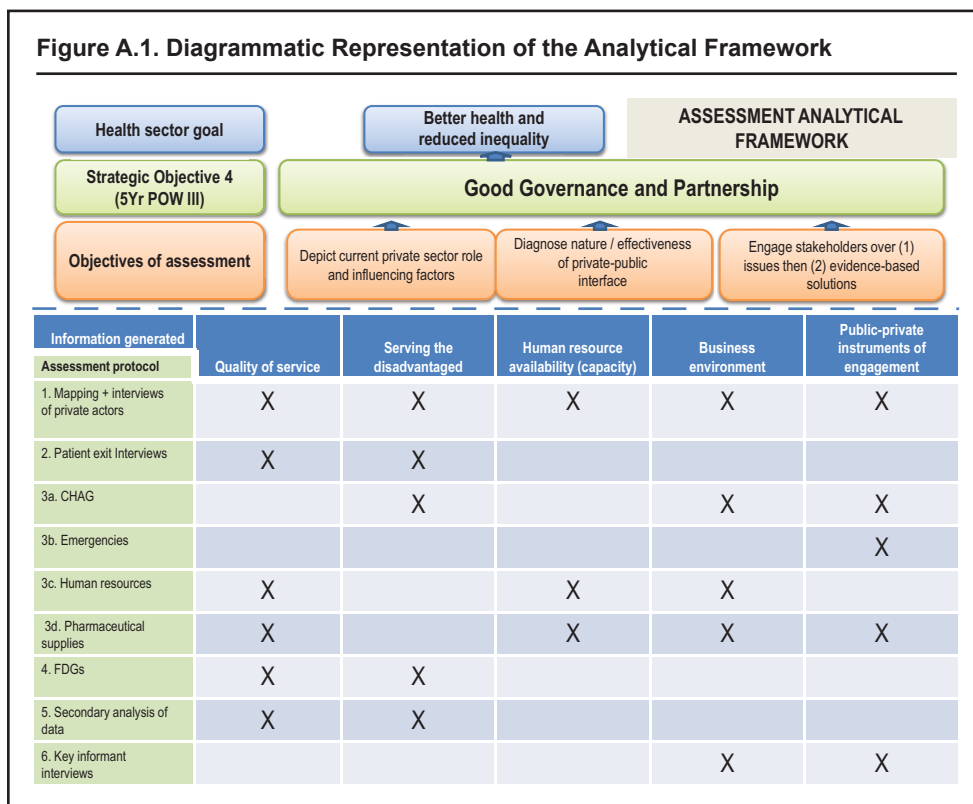 Figure A.1. Diagrammatic Representation of the Analytical Framework
Health sector goal
Better health and
reduced inequality
ASSESSMENT ANALYTICAL
FRAMEWORK
Strategic Objective 4
(5Yr POW III)
Good Governance and Partnership
Objectives of assessment
Depict current private sector role
and influencing factors
Diagnose nature / effectiveness
of private-public
interface
Engage stakeholders over (1)
issues then (2) evidence-based
solutions
Information generated
Assessment protocol
Quality of service
Serving the
disadvantaged
Human resource
availability (capacity)
Business
environment
Public-private
instruments of
engagement
1. Mapping + interviews
of private actors
X X X X X
2. Patient exit Interviews
X X
3a. CHAG
X X X
3b. Emergencies
X
3c. Human resources
X X X
3d. Pharmaceutical
supplies
X X X X
4. FDGs
X X
5. Secondary analysis of
data
X X
6. Key informant
interviews
X X